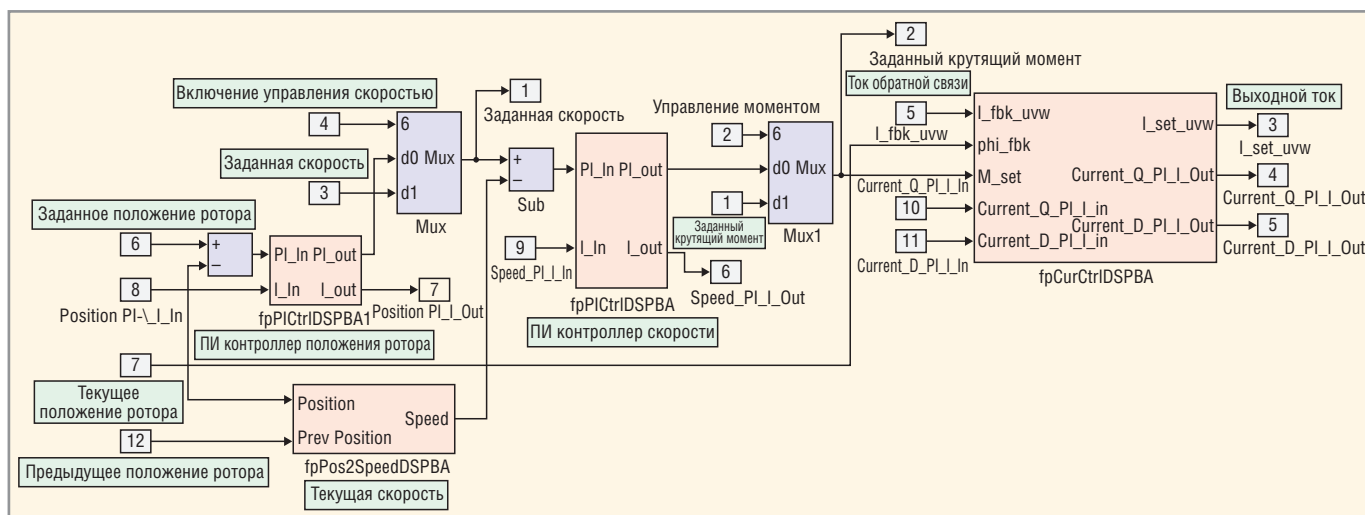 2
Заданный крутящий момент
Включение управления скоростью
4
6
d0 Mux
d1
Mux
1
Заданная скорость
Заданная скорость
3
Заданное положение ротора
6
+
–
8
Position PI-\_I_In
PI_In PI_out
I_In I_out
fpPICtrlDSPBA1
7
Position PI_I_Out
ПИ контроллер положения ротора
+
–
Sub
9
Speed_PI_I_In
PI_In PI_out
I_In I_out
fpPICtrlDSPBA
6
Speed_PI_I_Out
ПИ контроллер скорости
Управление моментом
2
6
d0 Mux
d1
Mux1
1
Заданный
крутящий момент
Ток обратной связи
5
I_fbk_uvw
Current_Q_PI_I_In
10
11
Current_D_PI_I_In
I_fbk_uvw
phi_fbk
M_set
Current_Q_PI_I_in
Current_D_PI_I_in
I_set_uvw
Current_Q_PI_I_Out
Current_D_PI_I_Out
fpCurCtrlDSPBA
Выходной ток
3
I_set_uvw
4
Current_Q_PI_I_Out
5
Current_D_PI_I_Out
7
Текущее
положение ротора
12
Предыдущее положение ротора
Position
Speed
Prev Position
fpPos2SpeedDSPBA
Текущая скорость